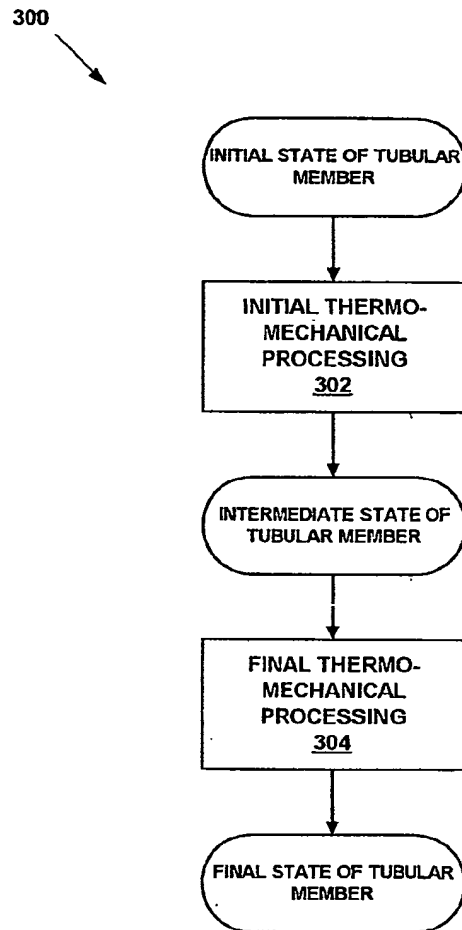 300
INITIAL STATE OF TUBULAR
MEMBER
INITIAL THERMO-
MECHANICAL
PROCESSING
302
INTERMEDIATE STATE OF
TUBULAR MEMBER
FINAL THERMO-
MECHANICAL
PROCESSING
304
FINAL STATE OF TUBULAR
MEMBER